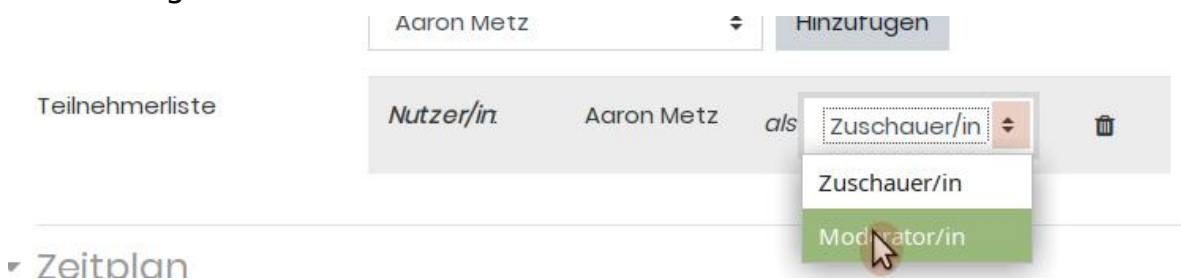 Aaron Metz Hinzufügen
Teilnehmerliste Nutzer/in: Aaron Metz als Zuschauer/in
Zuschauer/in
Moderator/in
Zeitplan